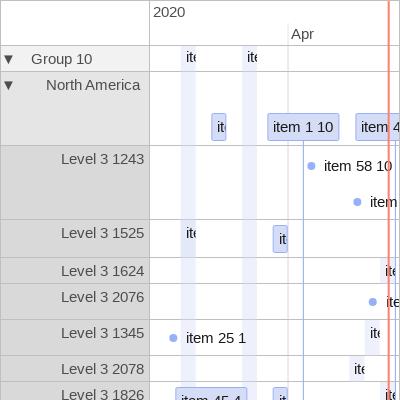 2020
Apr
▼ Group 10 ite ite
▼ North America
it item 1 10 item 4
Level 3 1243 item 58 10
item
Level 3 1525 ite it
Level 3 1624 ite
Level 3 2076 ite
Level 3 1345 item 25 1 ite
Level 3 2078 ite
Level 3 1826 item 45 4 it ite